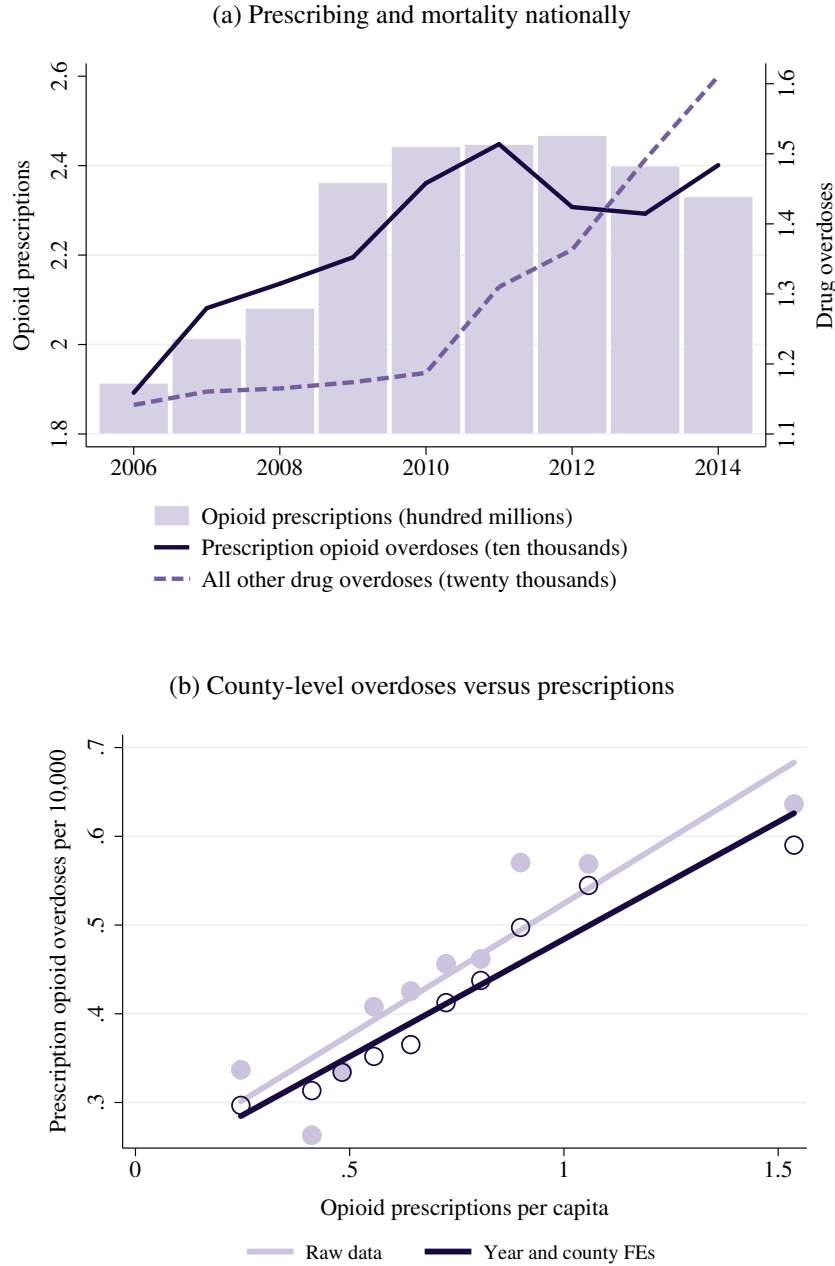 (a) Prescribing and mortality nationally
Opioid prescriptions
2.6
2.4
2.2
2
1.8
Drug overdoses
1.6
1.5
1.4
1.3
1.2
1.1
2006 2008 2010 2012 2014
Opioid prescriptions (hundred millions)
Prescription opioid overdoses (ten thousands)
All other drug overdoses (twenty thousands)
(b) County-level overdoses versus prescriptions
Prescription opioid overdoses per 10,000
.7
.6
.5
.4
.3
0 .5 1 1.5
Opioid prescriptions per capita
Raw data Year and county FEs